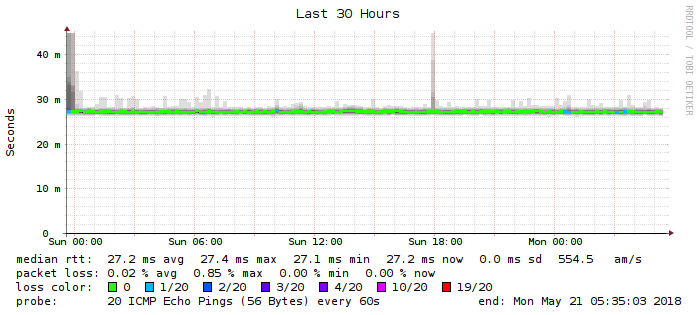 Last 30 Hours
RRDTOOL / TOBI OETIKER
Seconds
40 m
30 m
20 m
10 m
0
Sun 00:00 Sun 06:00 Sun 12:00 Sun 18:00 Mon 00:00
median rtt: 27.2 ms avg 27.4 ms max 27.1 ms min 27.2 ms now 0.0 ms sd 554.5 am/s
packet loss: 0.02 % avg 0.85 % max 0.00 % min 0.00 % now
loss color: 0 1/20 2/20 3/20 4/20 10/20 19/20
probe: 20 ICMP Echo Pings (56 Bytes) every 60s end: Mon May 21 05:35:03 2018